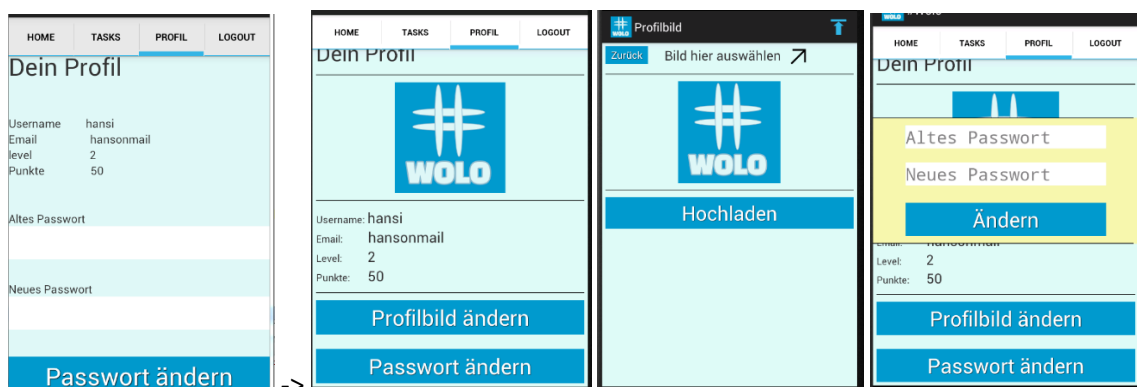 HOME TASKS PROFIL LOGOUT
Dein Profil
Username hansi
Email hansonmail
level 2
Punkte 50
Altes Passwort
Neues Passwort
Passwort ändern
->
HOME TASKS PROFIL LOGOUT
Dein Profil
WOLO
Username: hansi
Email: hansonmail
Level: 2
Punkte: 50
Profilbild ändern
Passwort ändern
WOLO Profilbild
Zurück Bild hier auswählen
WOLO
Hochladen
HOME TASKS PROFIL LOGOUT
Dein Profil
Altes Passwort
Neues Passwort
Ändern
Email: hansonmail
Level: 2
Punkte: 50
Profilbild ändern
Passwort ändern